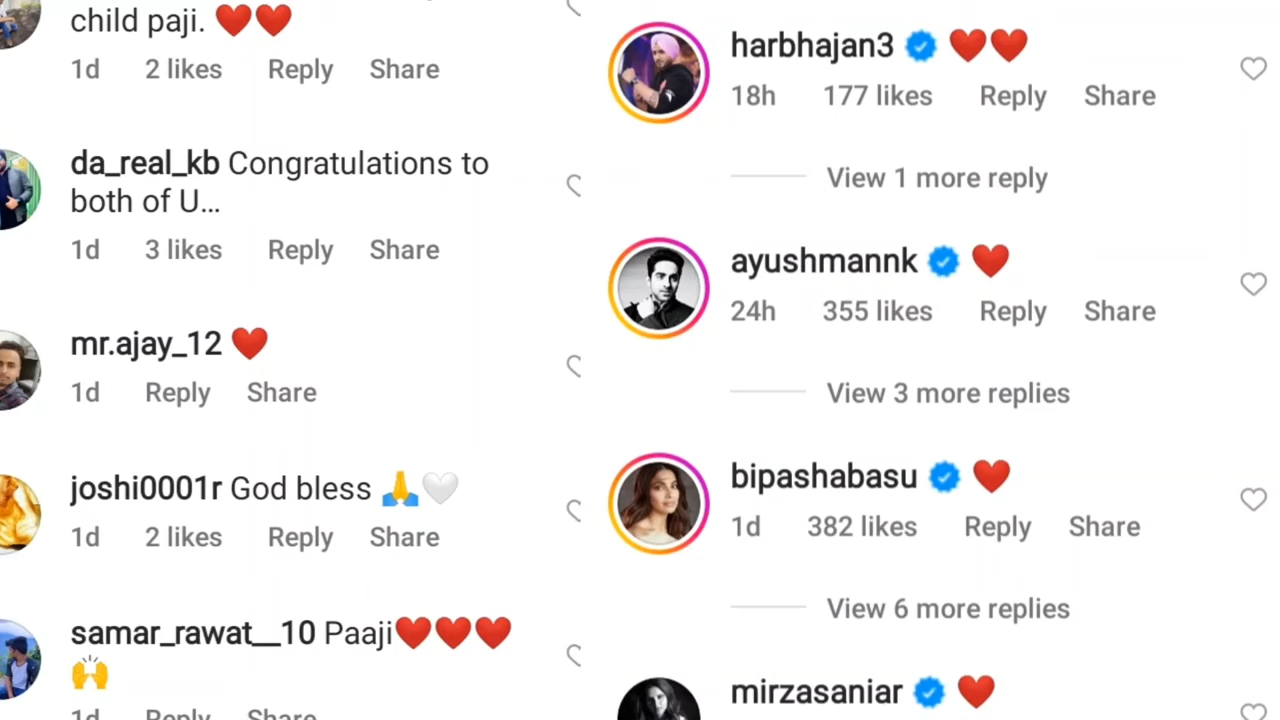 child paji. ❤️❤️
1d 2 likes Reply Share
da_real_kb Congratulations to
both of U...
1d 3 likes Reply Share
mr.ajay_12 ❤️
1d Reply Share
joshi0001r God bless 🙏🤍
1d 2 likes Reply Share
samar_rawat__10 Paaji❤️❤️❤️
🙌
1d Reply Share
harbhajan3 ❤️❤️
18h 177 likes Reply Share
View 1 more reply
ayushmannk ❤️
24h 355 likes Reply Share
View 3 more replies
bipashabasu ❤️
1d 382 likes Reply Share
View 6 more replies
mirzasaniar ❤️